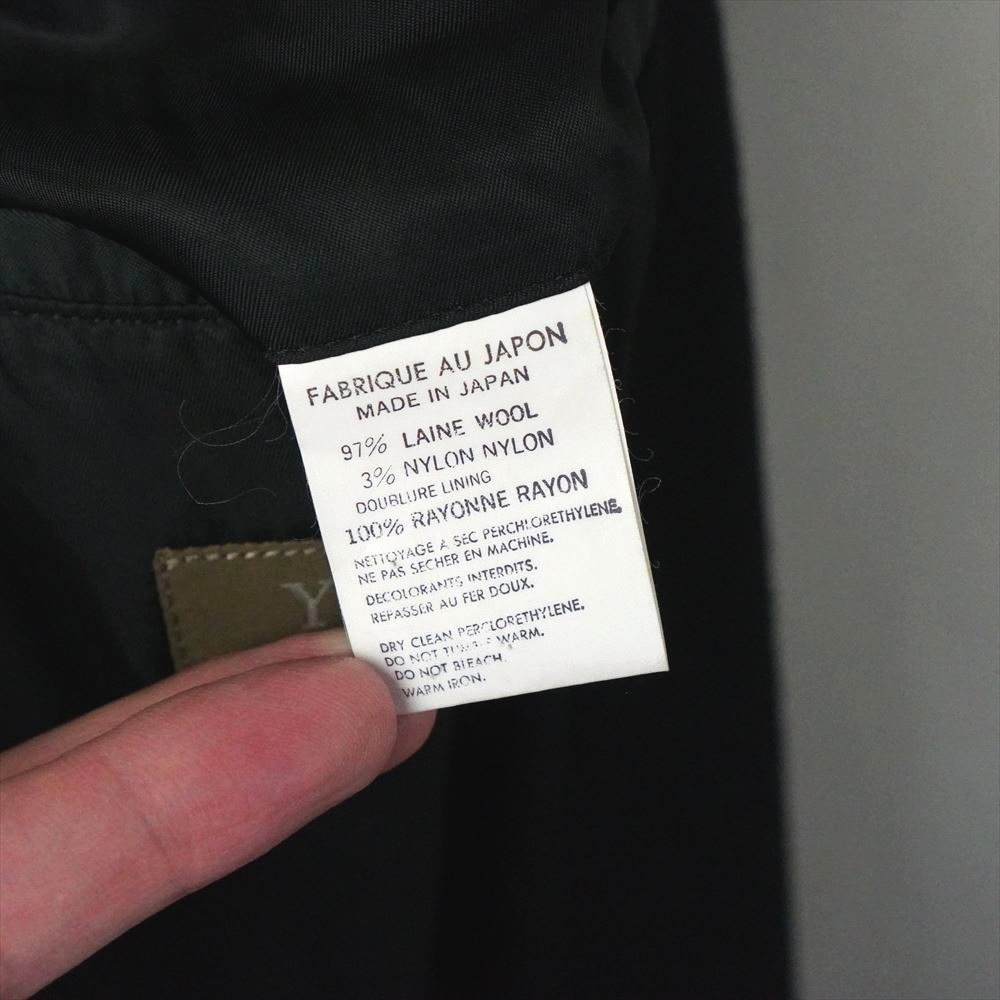 FABRIQUE AU JAPON
MADE IN JAPAN
97% LAINE WOOL
3% NYLON NYLON
DOUBLURE LINING
100% RAYONNE RAYON
NETTOYAGE A SEC PERCHLORETHYLENE.
NE PAS SECHER EN MACHINE.
DECOLORANTS INTERDITS.
REFASSER AU FER DOUX.
DRY CLEAN PERCLORETHYLENE.
DO NOT WARM.
DO NOT BLEACH.
WARM IRON.
Y